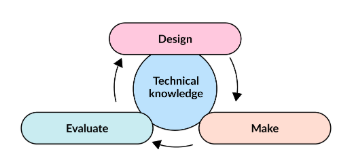 Design
Technical
knowledge
Evaluate
Make